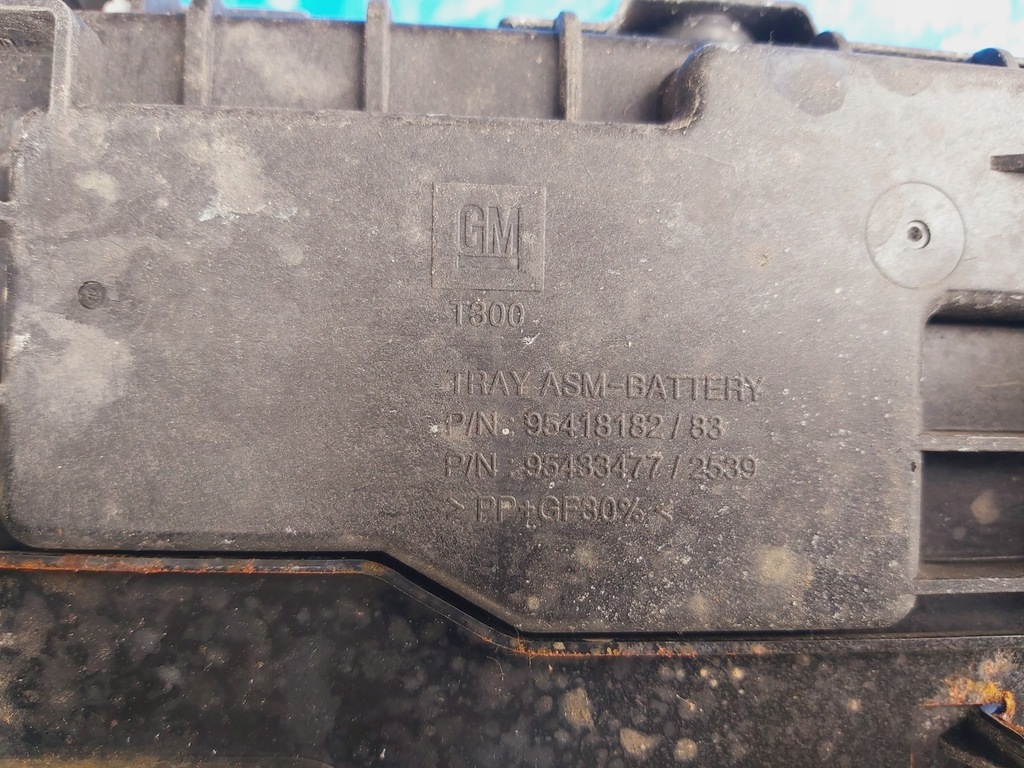 GM
T300
TRAY ASM-BATTERY
P/N : 95418182 / 83
P/N : 95433477 / 2539
> PP+GF30% <